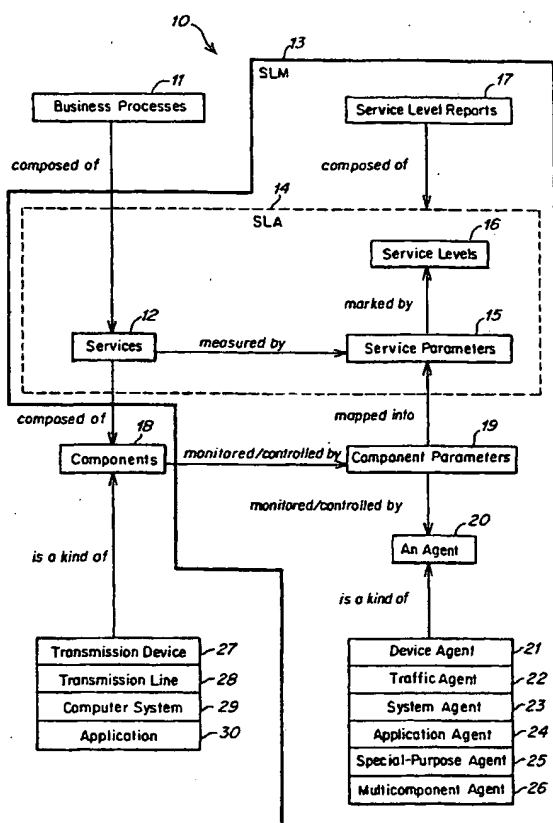 10
13
SLM
11
Business Processes
17
Service Level Reports
composed of
composed of
14
SLA
16
Service Levels
marked by
12
Services
measured by
15
Service Parameters
composed of
mapped into
18
Components
monitored/controlled by
19
Component Parameters
monitored/controlled by
20
An Agent
is a kind of
is a kind of
Transmission Device 27
Transmission Line 28
Computer System 29
Application 30
Device Agent 21
Traffic Agent 22
System Agent 23
Application Agent 24
Special-Purpose Agent 25
Multicomponent Agent 26